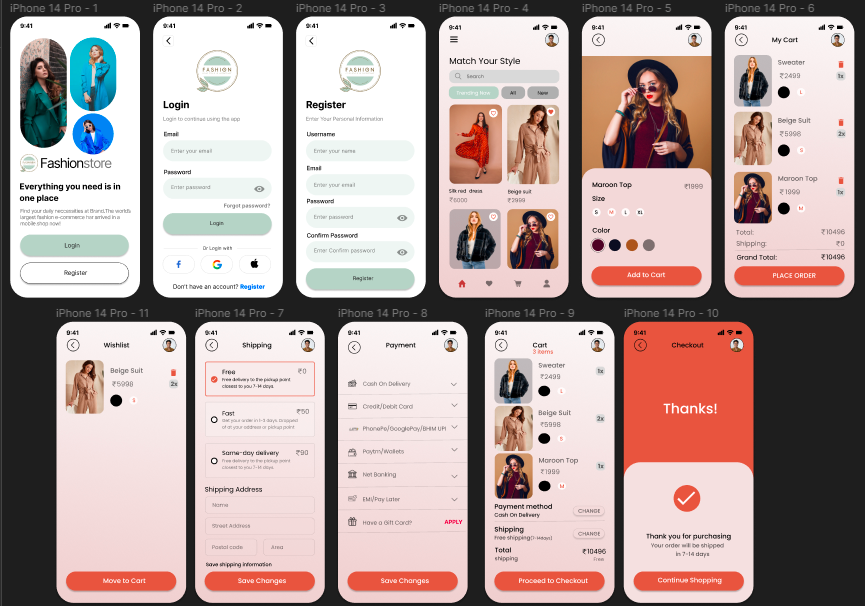 iPhone 14 Pro - 1
9:41
Fashionstore
Everything you need is in
one place
Find your daily neccessities at Brand.The world's
largest fashion e-commerce hor arrived in a
mobile shop now!
Login
Register
iPhone 14 Pro - 2
9:41
FASHIGN
Login
Login to continue using the app
Email
Enter your email
Password
Enter password
Forgot password?
Login
Or Login with
Don't have an account? Register
iPhone 14 Pro - 3
9:41
FASHIGN
Register
Enter Your Personal Information
Username
Enter your name
Email
Enter your email
Password
Enter password
Confirm Password
Enter Confirm password
Register
iPhone 14 Pro - 4
9:41
Match Your Style
Search
Trending Now
All
New
Silk red dress
₹6000
Beige suit
₹2999
iPhone 14 Pro - 5
9:41
Maroon Top
₹1999
Size
S M L XL
Color
Add to Cart
iPhone 14 Pro - 6
9:41
My Cart
Sweater
₹2499
1x
L
Beige Suit
₹5998
2x
S
Maroon Top
₹1999
1x
M
Total: ₹10496
Shipping: ₹0
Grand Total: ₹10496
PLACE ORDER
iPhone 14 Pro - 11
9:41
Wishlist
Beige Suit
₹5998
2x
S
Move to Cart
iPhone 14 Pro - 7
9:41
Shipping
Free ₹0
Free delivery to the pickup point
closest to you 7-14 days
Fast ₹50
Get your order in 1-3 days. Dropped
of at your address or pickup point
Same-day delivery ₹90
Free delivery to the pickup point
closest to you 7-14 days
Shipping Address
Name
Street Address
Postal code
Area
Save shipping information
Save Changes
iPhone 14 Pro - 8
9:41
Payment
Cash On Delivery
Credit/Debit Card
PhonePe/GooglePay/BHIM UPI
Paytm/Wallets
Net Banking
EMI/Pay Later
Have a Gift Card? APPLY
Save Changes
iPhone 14 Pro - 9
9:41
Cart
3 items
Sweater
₹2499
1x
L
Beige Suit
₹5998
2x
S
Maroon Top
₹1999
1x
M
Payment method
Cash On Delivery
CHANGE
Shipping
Free shipping(7-14days)
CHANGE
Total ₹10496
shipping Free
Proceed to Checkout
iPhone 14 Pro - 10
9:41
Checkout
Thanks!
Thank you for purchasing
Your order will be shipped
in 7-14 days
Continue Shopping